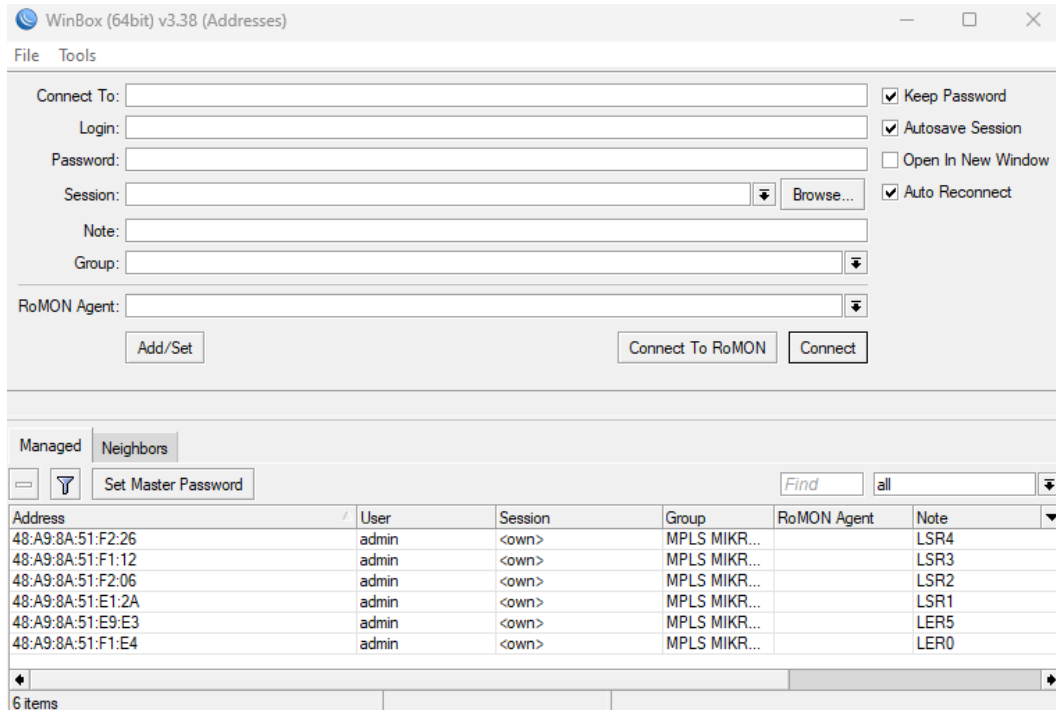 WinBox (64bit) v3.38 (Addresses)
File Tools
Connect To: Keep Password
Login: Autosave Session
Password: Open In New Window
Session: Browse... Auto Reconnect
Note:
Group:
RoMON Agent:
Add/Set Connect To RoMON Connect
Managed Neighbors
Set Master Password Find all
Address User Session Group RoMON Agent Note
48:A9:8A:51:F2:26 admin <own> MPLS MIKR... LSR4
48:A9:8A:51:F1:12 admin <own> MPLS MIKR... LSR3
48:A9:8A:51:F2:06 admin <own> MPLS MIKR... LSR2
48:A9:8A:51:E1:2A admin <own> MPLS MIKR... LSR1
48:A9:8A:51:E9:E3 admin <own> MPLS MIKR... LER5
48:A9:8A:51:F1:E4 admin <own> MPLS MIKR... LER0
6 items